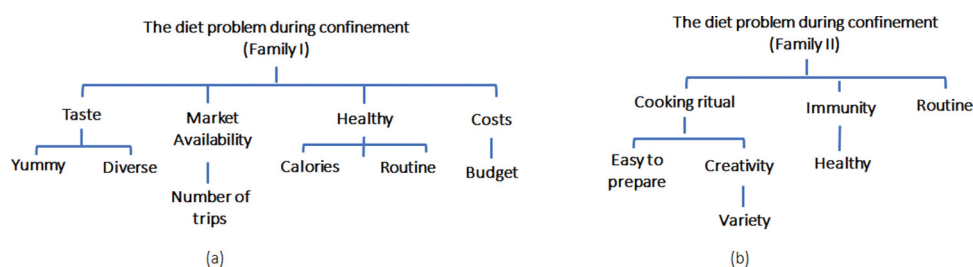 The diet problem during confinement
(Family I)
Taste
Market
Availability
Healthy
Costs
Yummy
Diverse
Calories
Routine
Budget
Number of
trips
(a)
The diet problem during confinement
(Family II)
Cooking ritual
Immunity
Routine
Easy to
prepare
Creativity
Healthy
Variety
(b)